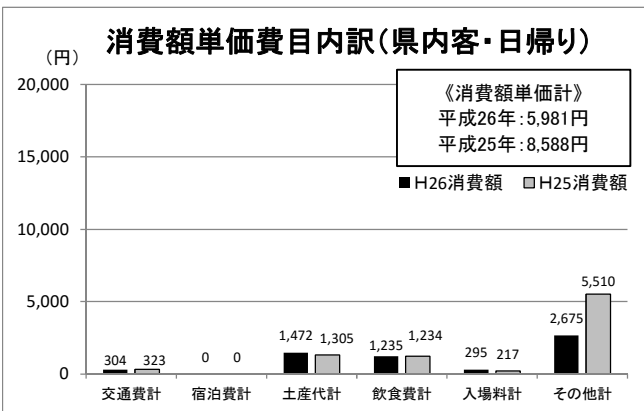 消費額単価費目内訳（県内客・日帰り）
（円）
《消費額単価計》
平成26年：5,981円
平成25年：8,588円
■H26消費額 ■H25消費額
20,000
15,000
10,000
5,000
0
304 323 0 0 1,472 1,305 1,235 1,234 295 217 2,675 5,510
交通費計 宿泊費計 土産代計 飲食費計 入場料計 その他計